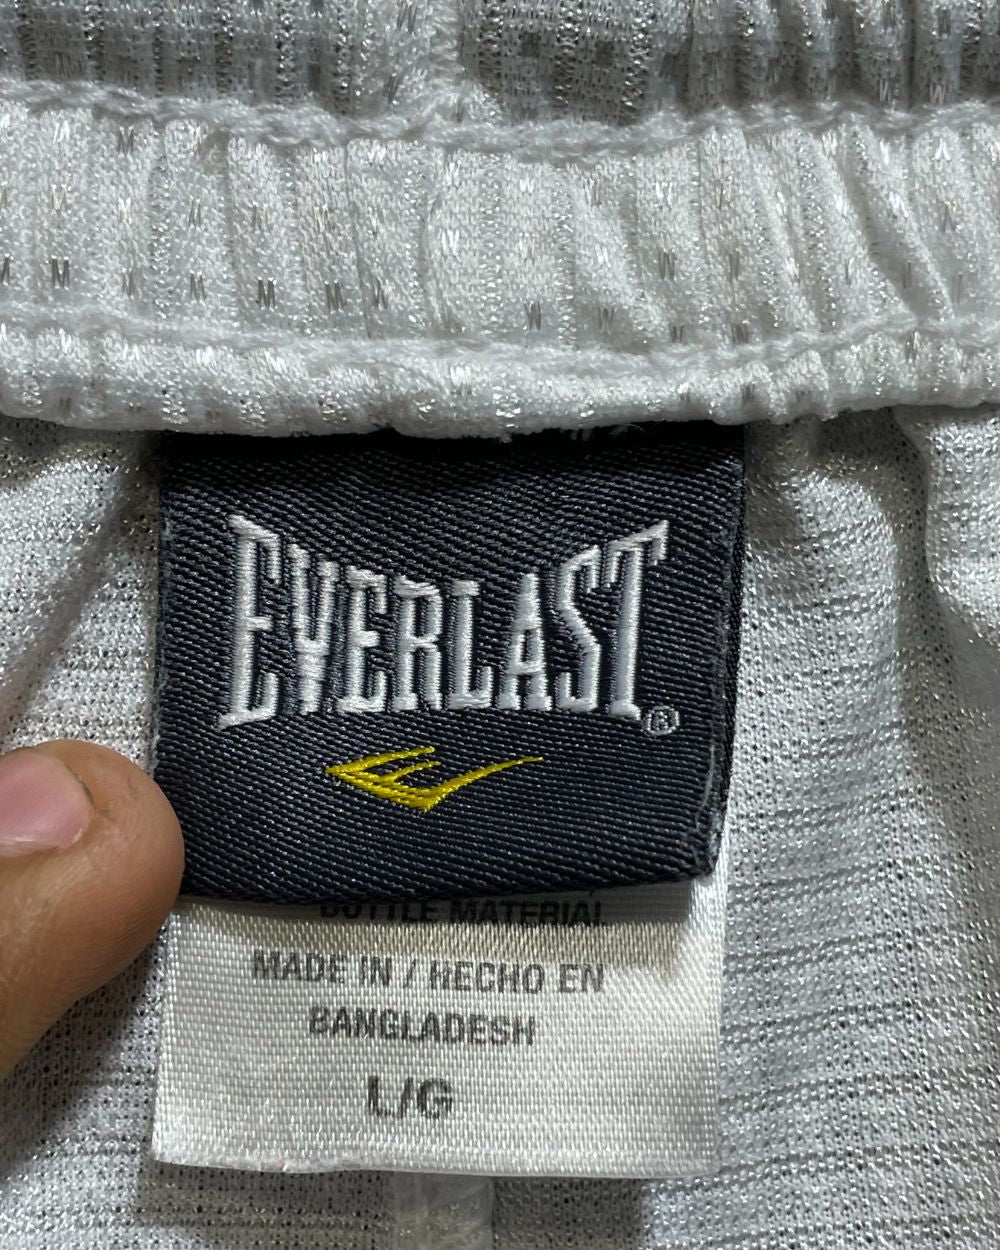 EVERLAST®
BOTTLE MATERIAL
MADE IN / HECHO EN
BANGLADESH
L/G